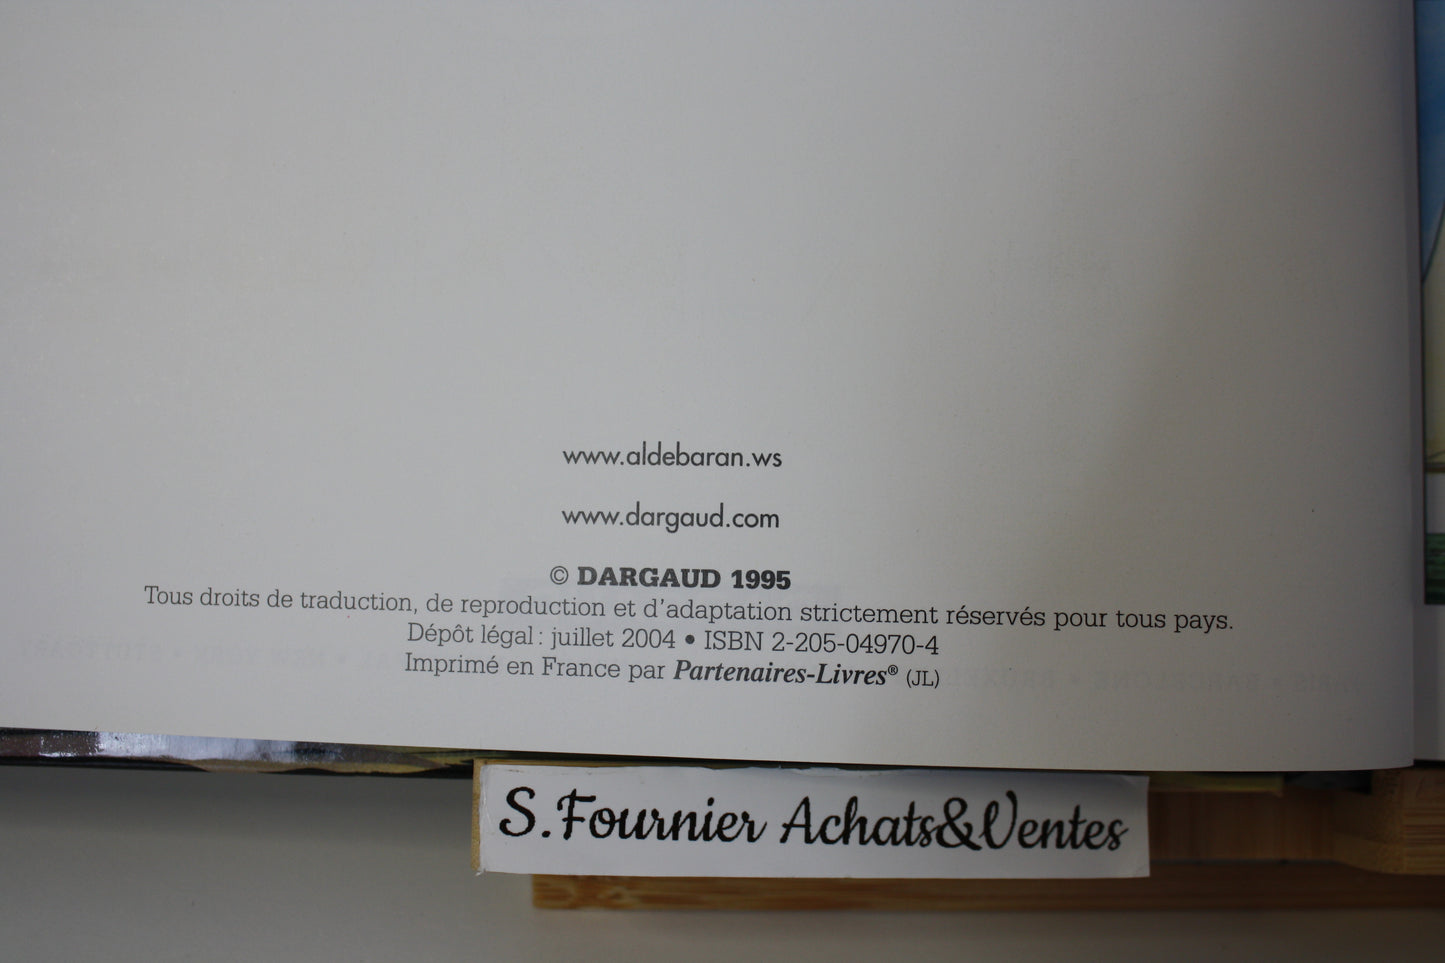 www.aldebaran.ws
www.dargaud.com
© DARGAUD 1995
Tous droits de traduction, de reproduction et d'adaptation strictement réservés pour tous pays.
Dépôt légal : juillet 2004 • ISBN 2-205-04970-4
Imprimé en France par Partenaires-Livres® (JL)
S.Fournier Achats&Ventes